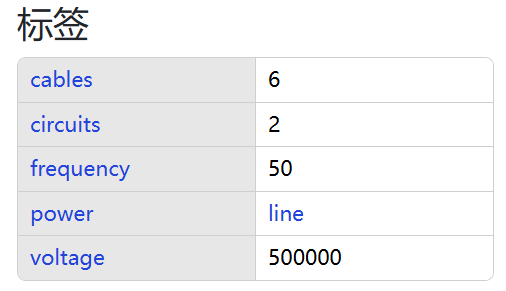 标签
cables 6
circuits 2
frequency 50
power line
voltage 500000